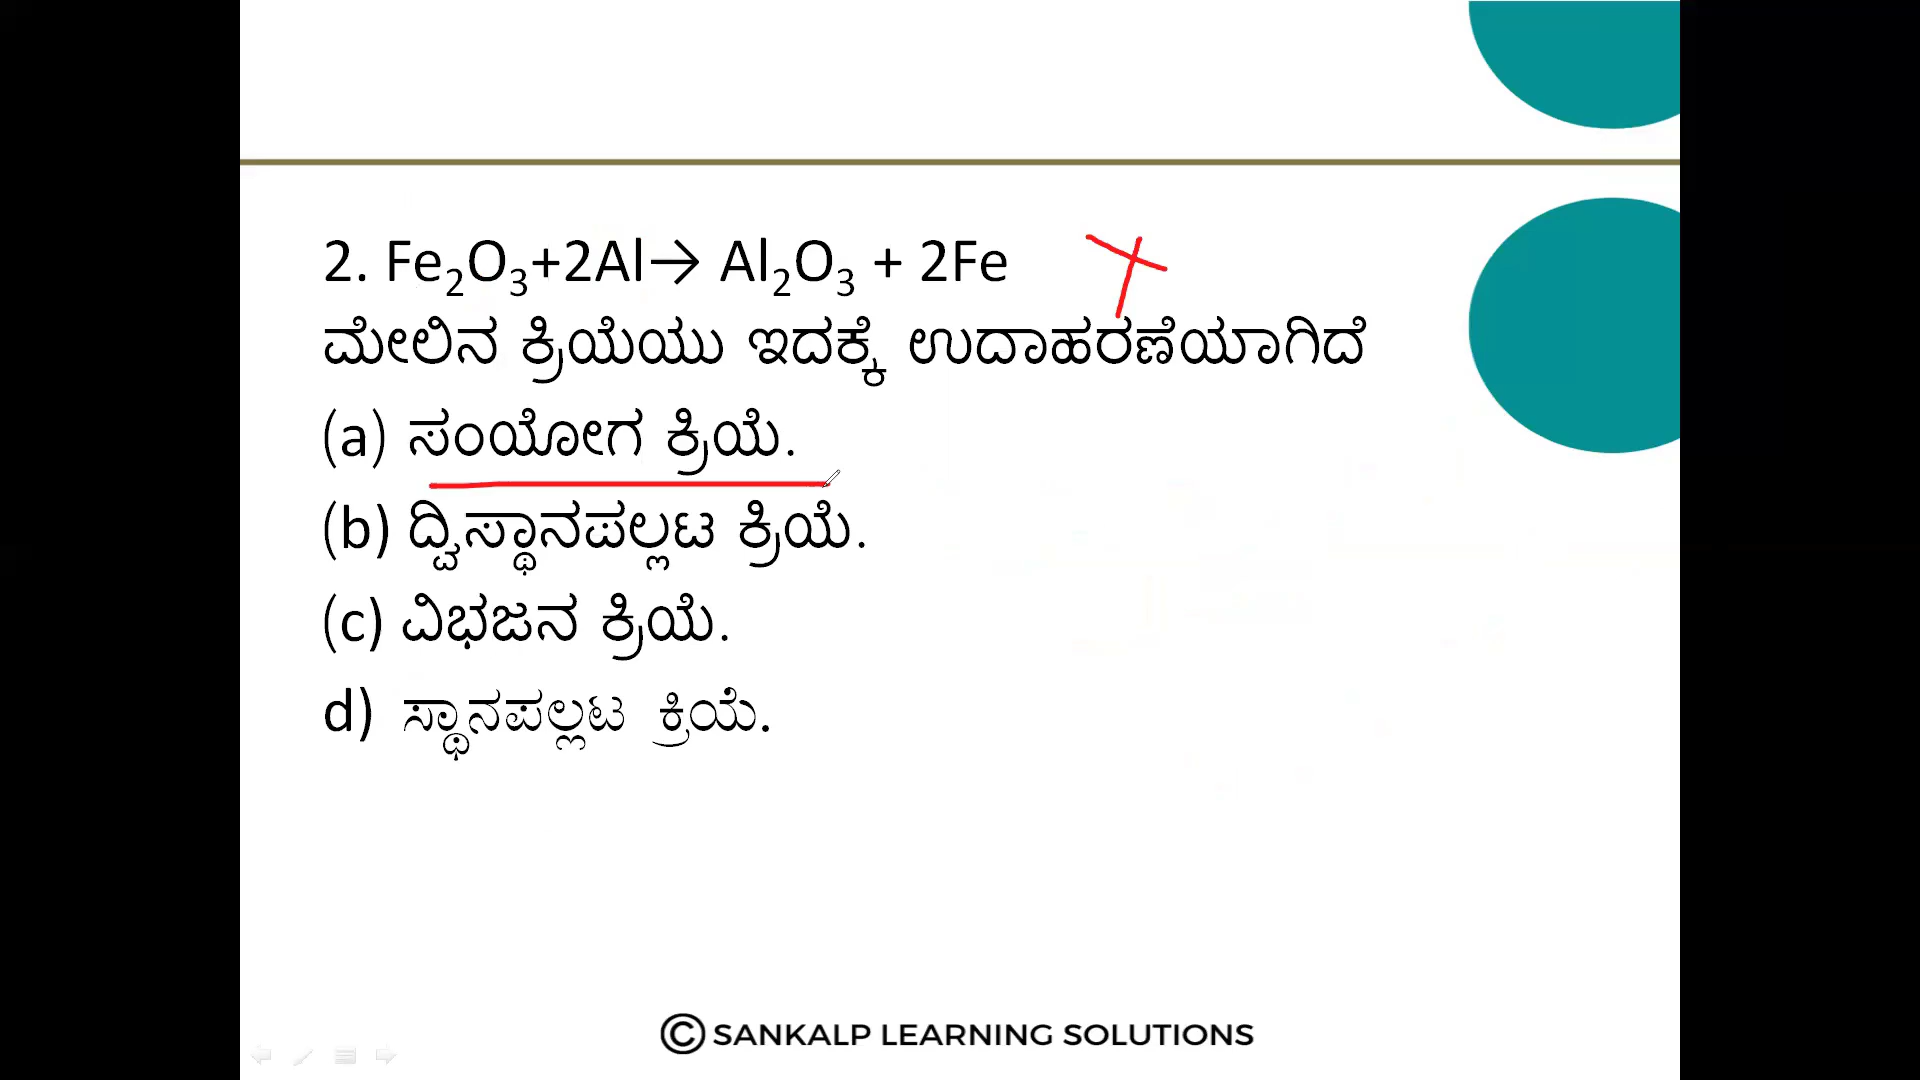 2. Fe₂O₃+2Al→ Al₂O₃ + 2Fe
ಮೇಲಿನ ಕ್ರಿಯೆಯು ಇದಕ್ಕೆ ಉದಾಹರಣೆಯಾಗಿದೆ
(a) ಸಂಯೋಗ ಕ್ರಿಯೆ.
(b) ದ್ವಿಸ್ಥಾನಪಲ್ಲಟ ಕ್ರಿಯೆ.
(c) ವಿಭಜನ ಕ್ರಿಯೆ.
d) ಸ್ಥಾನಪಲ್ಲಟ ಕ್ರಿಯೆ.
© SANKALP LEARNING SOLUTIONS